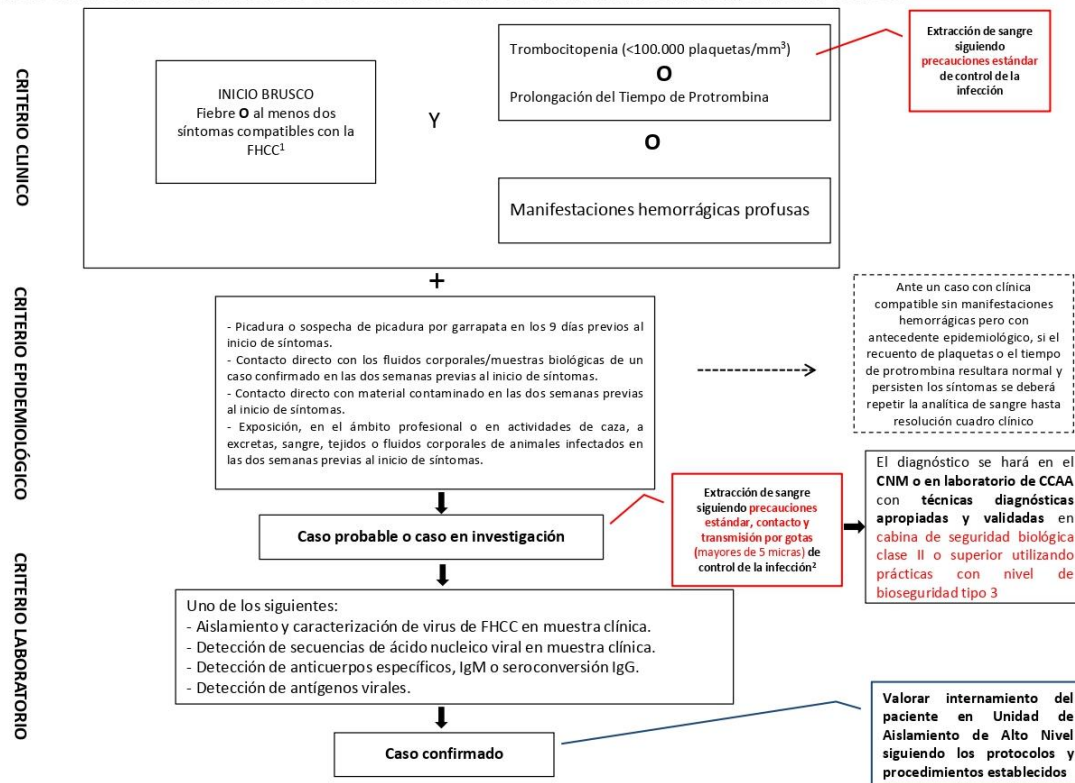 CRITERIO CLINICO
INICIO BRUSCO
Fiebre O al menos dos
síntomas compatibles con la
FHCC1
Y
Trombocitopenia (<100.000 plaquetas/mm3)
O
Prolongación del Tiempo de Protrombina
O
Manifestaciones hemorrágicas profusas
Extracción de sangre
siguiendo
precauciones estándar
de control de la
infección
+
CRITERIO EPIDEMIOLÓGICO
- Picadura o sospecha de picadura por garrapata en los 9 días previos al
inicio de síntomas.
- Contacto directo con los fluidos corporales/muestras biológicas de un
caso confirmado en las dos semanas previas al inicio de síntomas.
- Contacto directo con material contaminado en las dos semanas previas
al inicio de síntomas.
- Exposición, en el ámbito profesional o en actividades de caza, a
excretas, sangre, tejidos o fluidos corporales de animales infectados en
las dos semanas previas al inicio de síntomas.
Ante un caso con clínica
compatible sin manifestaciones
hemorrágicas pero con
antecedente epidemiológico, si el
recuento de plaquetas o el tiempo
de protrombina resultara normal y
persisten los síntomas se deberá
repetir la analítica de sangre hasta
resolución cuadro clínico
Caso probable o caso en investigación
Extracción de sangre
siguiendo precauciones
estándar, contacto y
transmisión por gotas
(mayores de 5 micras) de
control de la infección2
El diagnóstico se hará en el
CNM o en laboratorio de CCAA
con técnicas diagnósticas
apropiadas y validadas en
cabina de seguridad biológica
clase II o superior utilizando
prácticas con nivel de
bioseguridad tipo 3
CRITERIO LABORATORIO
Uno de los siguientes:
- Aislamiento y caracterización de virus de FHCC en muestra clínica.
- Detección de secuencias de ácido nucleico viral en muestra clínica.
- Detección de anticuerpos específicos, IgM o seroconversión IgG.
- Detección de antígenos virales.
Caso confirmado
Valorar internamiento del
paciente en Unidad de
Aislamiento de Alto Nivel
siguiendo los protocolos y
procedimientos establecidos